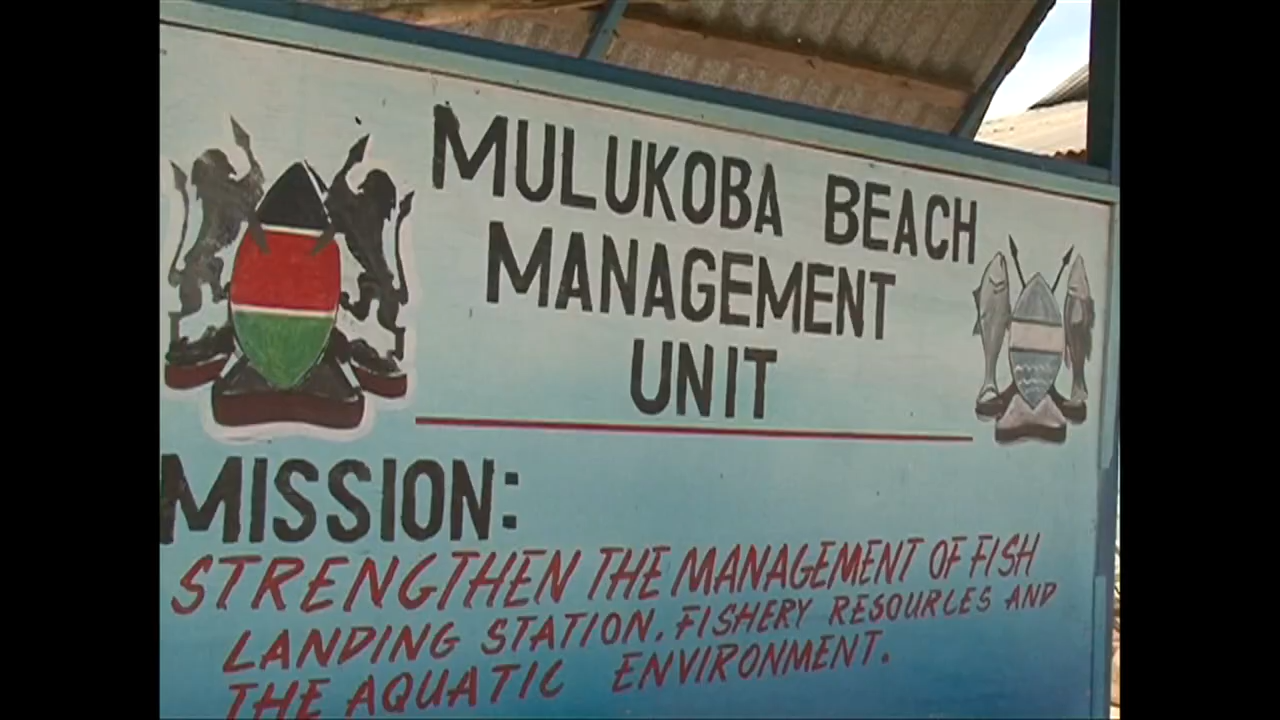 MULUKOBA BEACH
MANAGEMENT
UNIT
MISSION:
STRENGTHEN THE MANAGEMENT OF FISH
LANDING STATION. FISHERY RESOURCES AND
THE AQUATIC ENVIRONMENT.